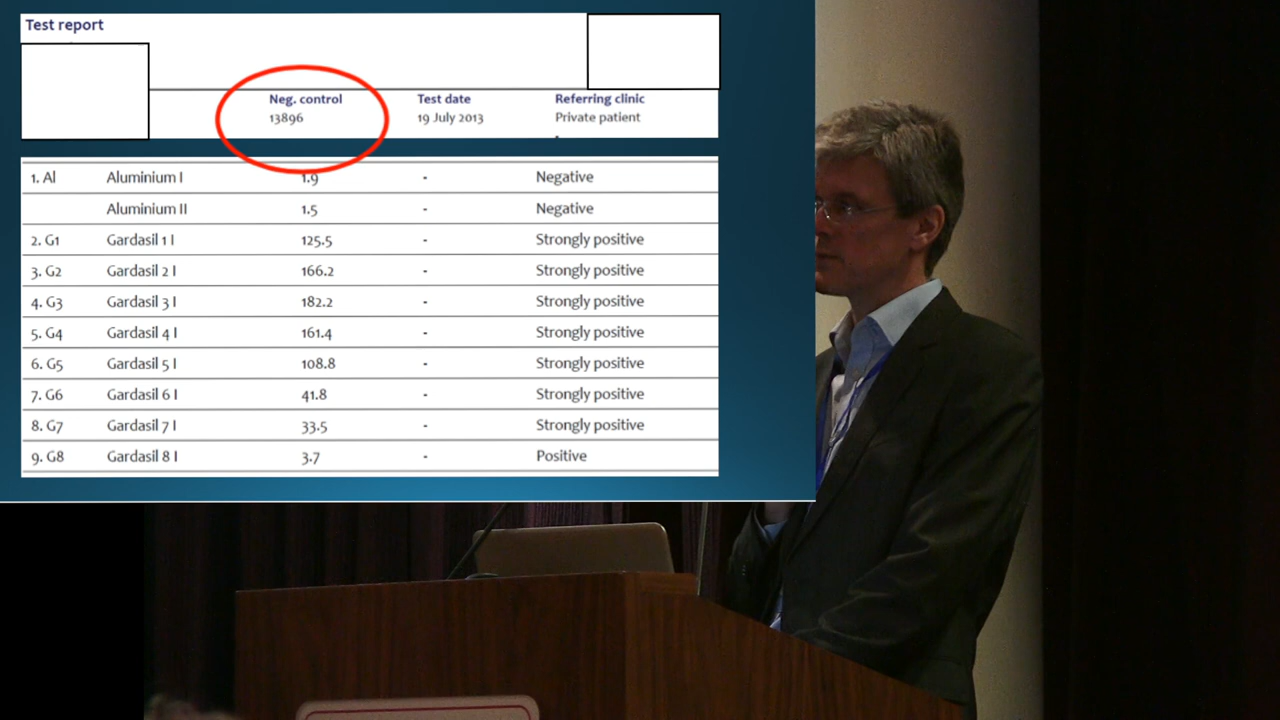 Test report
Neg. control Test date Referring clinic
13896 19 July 2013 Private patient
1. Al Aluminium I 1.9 - Negative
Aluminium II 1.5 - Negative
2. G1 Gardasil 1 I 125.5 - Strongly positive
3. G2 Gardasil 2 I 166.2 - Strongly positive
4. G3 Gardasil 3 I 182.2 - Strongly positive
5. G4 Gardasil 4 I 161.4 - Strongly positive
6. G5 Gardasil 5 I 108.8 - Strongly positive
7. G6 Gardasil 6 I 41.8 - Strongly positive
8. G7 Gardasil 7 I 33.5 - Strongly positive
9. G8 Gardasil 8 I 3.7 - Positive